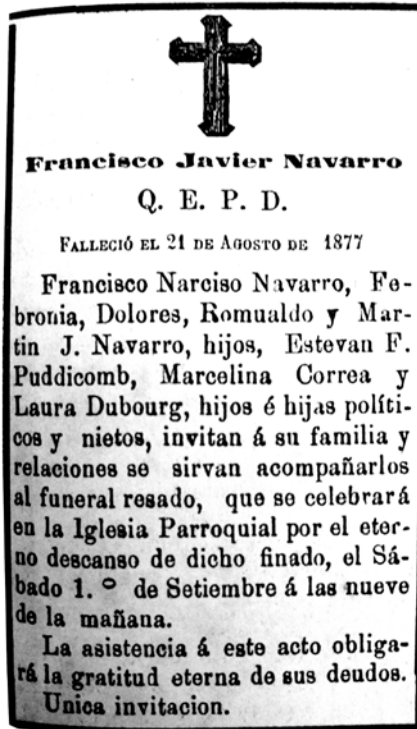 Francisco Javier Navarro
Q. E. P. D.
FALLECIÓ EL 21 DE AGOSTO DE 1877
Francisco Narciso Navarro, Fe-
bronia, Dolores, Romualdo y Mar-
tin J. Navarro, hijos, Estevan F.
Puddicomb, Marcelina Correa y
Laura Dubourg, hijos é hijas políti-
cos y nietos, invitan á su familia y
relaciones se sirvan acompañarlos
al funeral resado, que se celebrará
en la Iglesia Parroquial por el eter-
no descanso de dicho finado, el Sá-
bado 1.º de Setiembre á las nueve
de la mañana.
La asistencia á este acto obliga-
rá la gratitud eterna de sus deudos.
Unica invitacion.